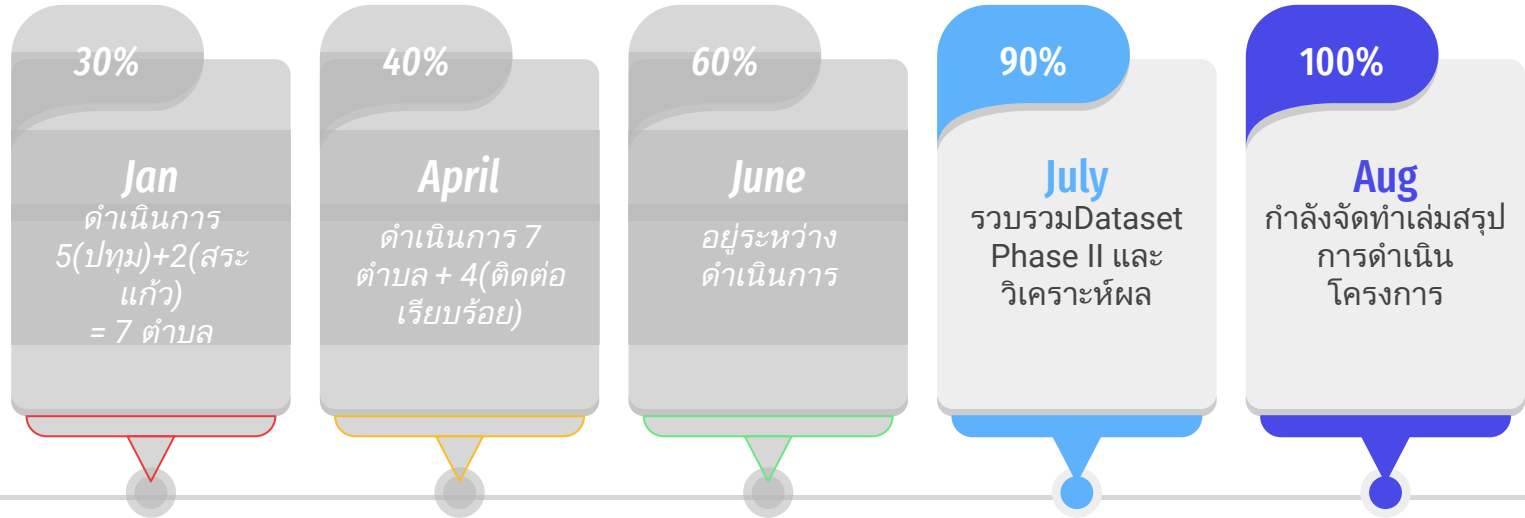 30%
Jan
ดำเนินการ
5(ปทุม)+2(สระ
แก้ว)
= 7 ตำบล
40%
April
ดำเนินการ 7
ตำบล + 4(ติดต่อ
เรียบร้อย)
60%
June
อยู่ระหว่าง
ดำเนินการ
90%
July
รวบรวมDataset
Phase II และ
วิเคราะห์ผล
100%
Aug
กำลังจัดทำเล่มสรุป
การดำเนิน
โครงการ